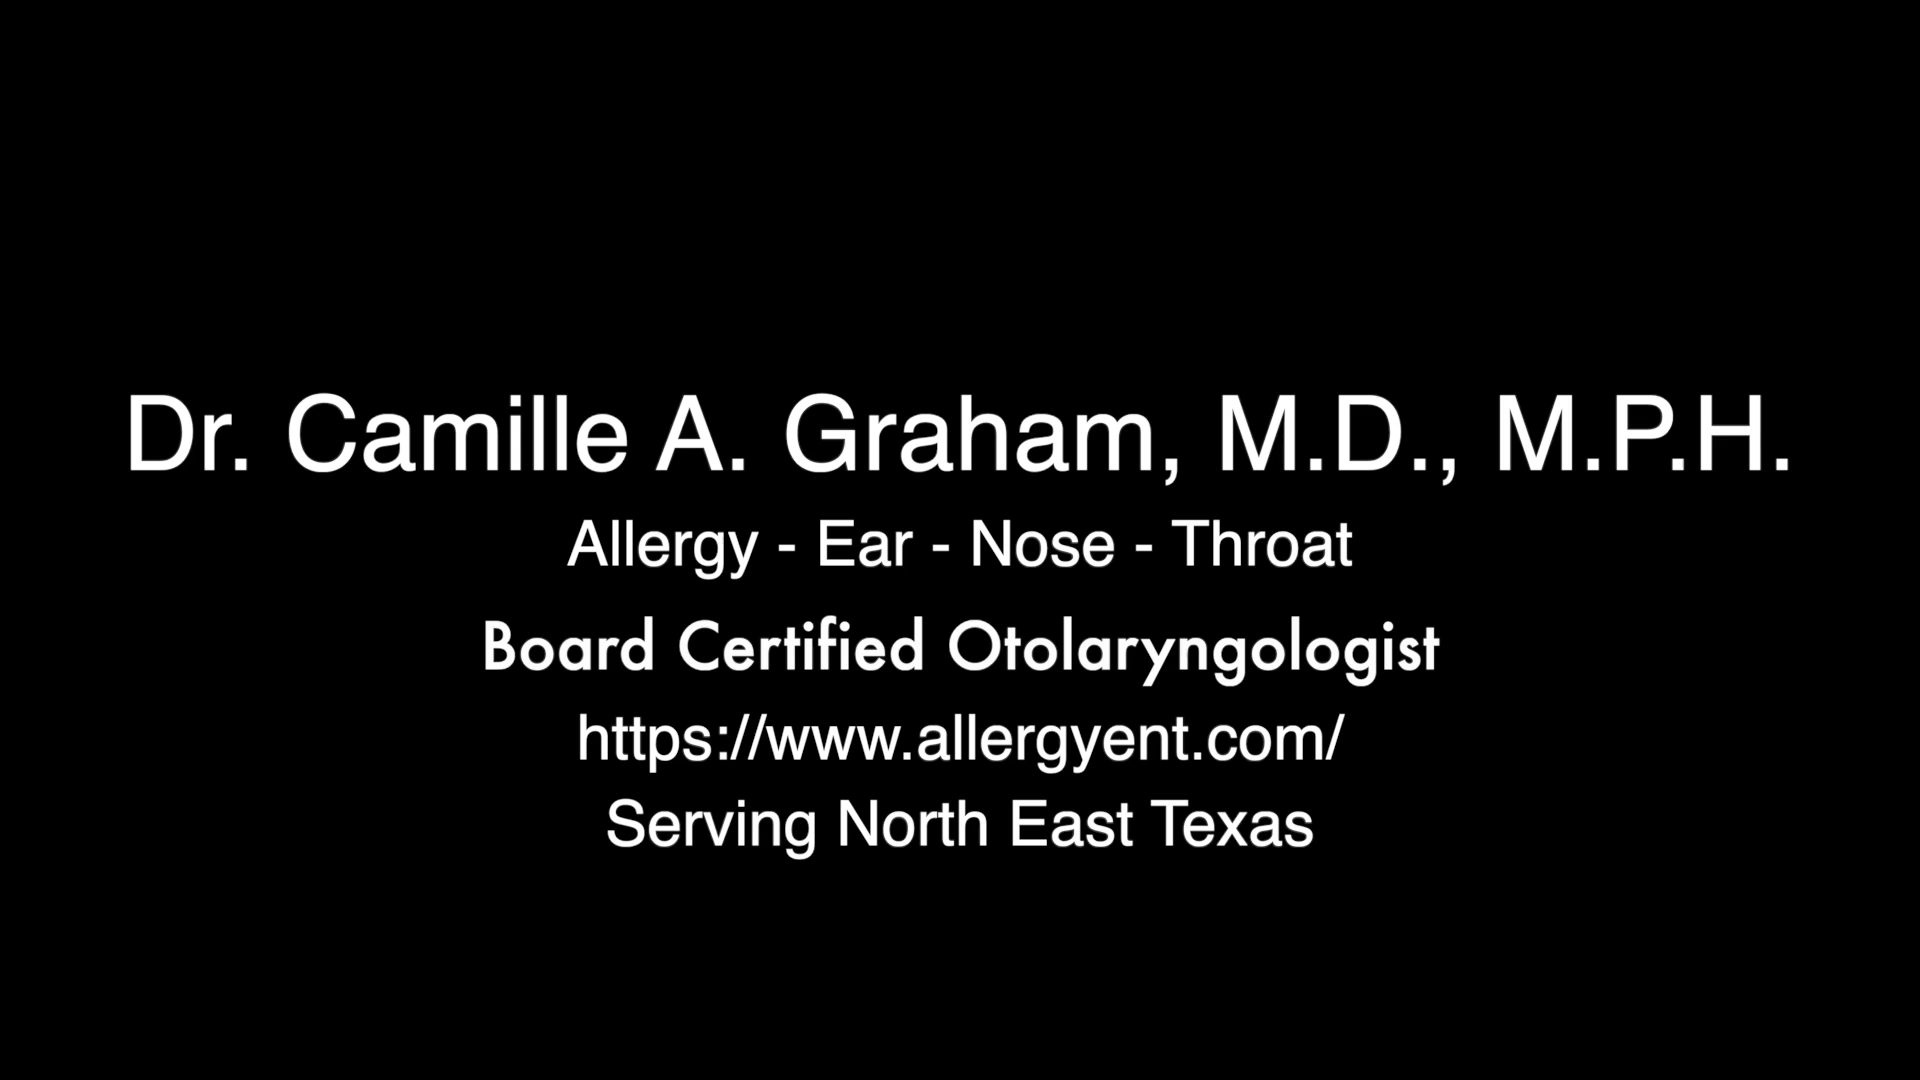 Dr. Camille A. Graham, M.D., M.P.H.
Allergy - Ear - Nose - Throat
Board Certified Otolaryngologist
https://www.allergyent.com/
Serving North East Texas